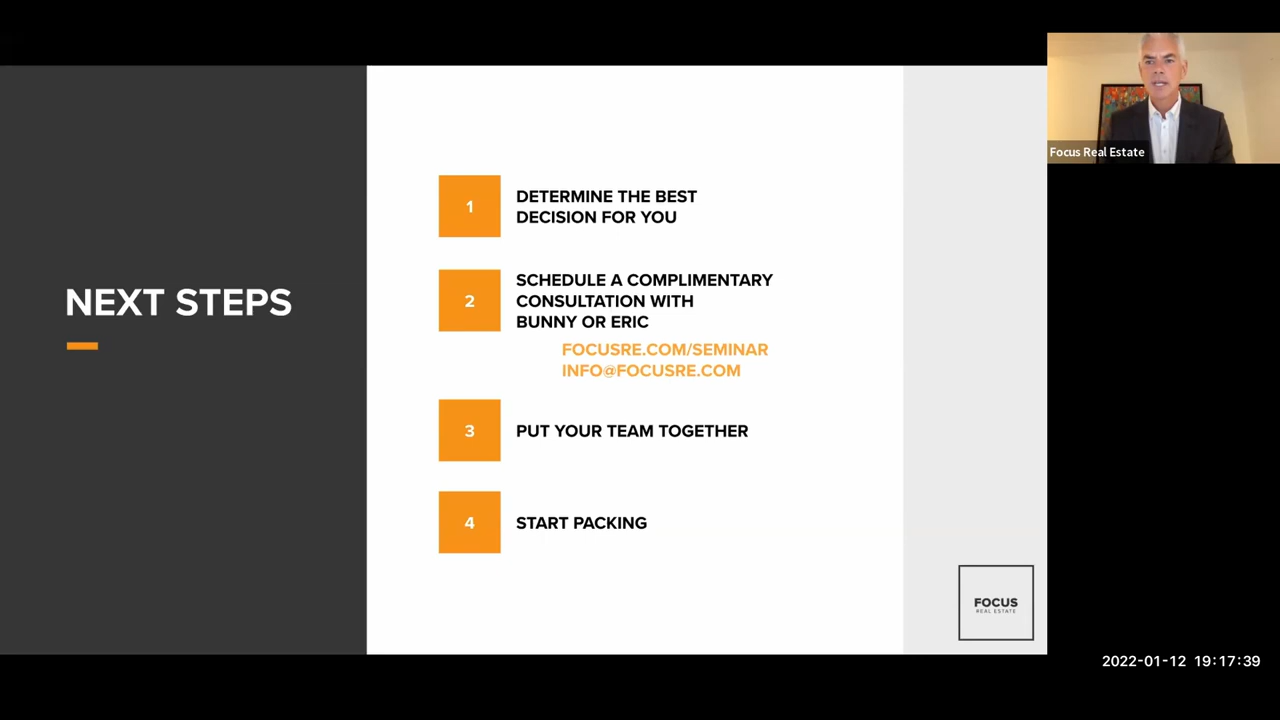 NEXT STEPS
1
DETERMINE THE BEST
DECISION FOR YOU
2
SCHEDULE A COMPLIMENTARY
CONSULTATION WITH
BUNNY OR ERIC
FOCUSRE.COM/SEMINAR
INFO@FOCUSRE.COM
3
PUT YOUR TEAM TOGETHER
4
START PACKING
FOCUS
REAL ESTATE
Focus Real Estate
2022-01-12 19:17:39